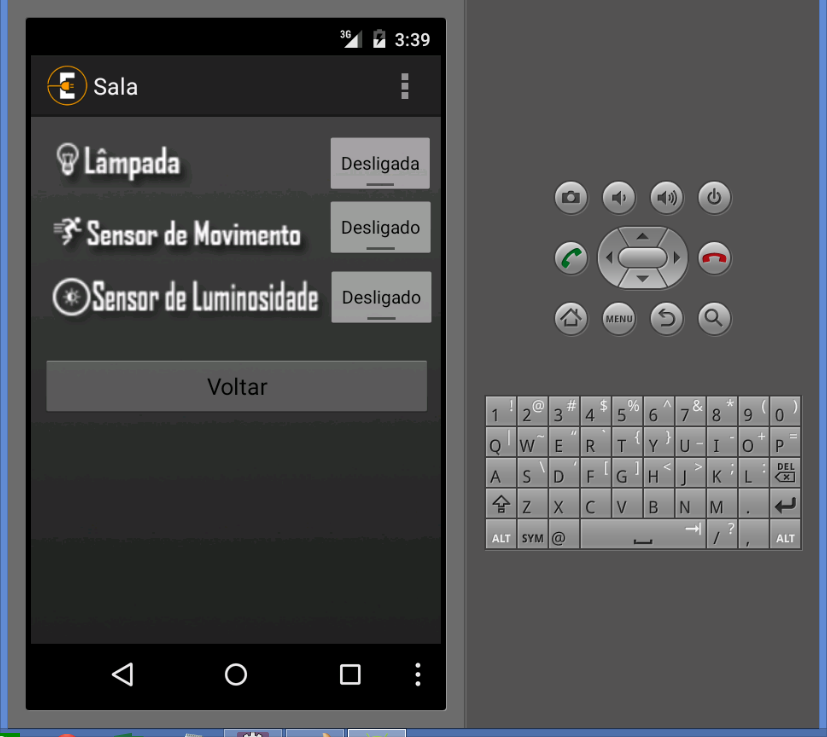 3G 3:39
Sala
Lâmpada Desligada
Sensor de Movimento Desligado
Sensor de Luminosidade Desligado
Voltar
MENU
1 ! 2 @ 3 # 4 $ 5 % 6 ^ 7 & 8 * 9 ( 0 )
Q | W ~ E " R ` T { Y } U _ I - O + P =
A S \ D ' F [ G ] H < J > K ; L : DEL
Z X C V B N M .
ALT SYM @ / ? , ALT